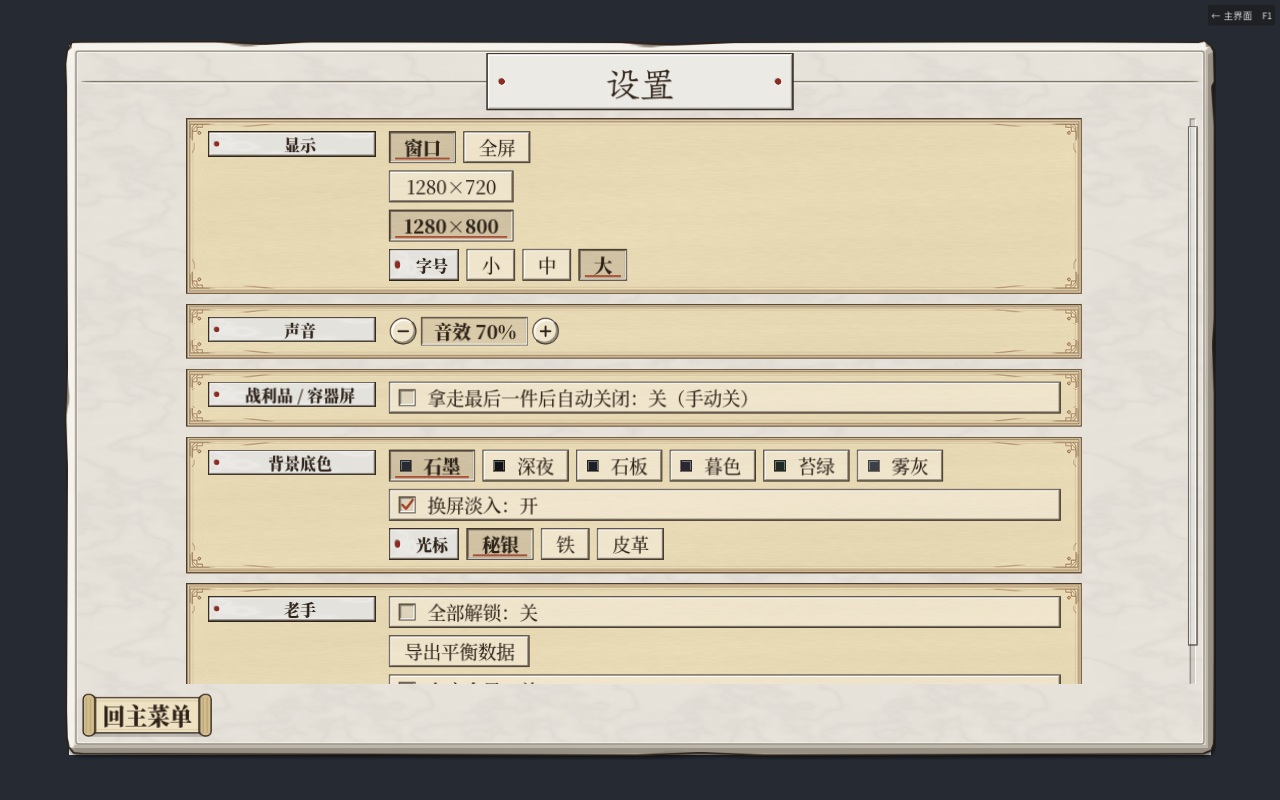 ← 主界面 F1
设置
显示
窗口 全屏
1280×720
1280×800
字号 小 中 大
声音
音效 70%
战利品 / 容器屏
拿走最后一件后自动关闭：关（手动关）
背景底色
石墨 深夜 石板 暮色 苔绿 雾灰
换屏淡入：开
光标 秘银 铁 皮革
老手
全部解锁：关
导出平衡数据
回主菜单